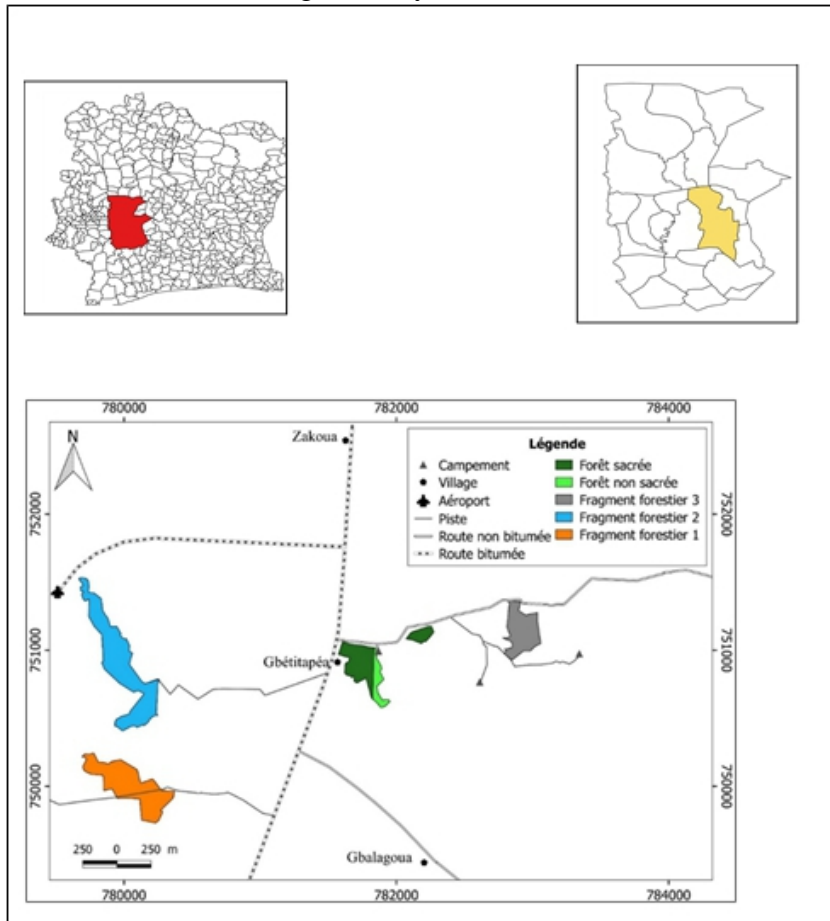 780000 782000 784000
N
Zakoua
Légende
Campement
Village
Aéroport
Piste
Route non bitumée
Route bitumée
Forêt sacrée
Forêt non sacrée
Fragment forestier 3
Fragment forestier 2
Fragment forestier 1
752000 752000
751000 751000
Gbétitapéa
750000 750000
250 0 250 m
Gbalagoua
780000 782000 784000